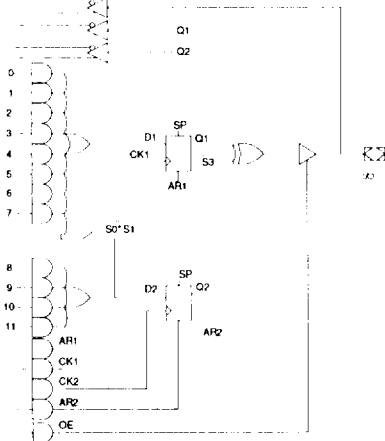 Q1
Q2
0
1
2
3
4
5
6
7
SP
D1 Q1
CK1
S3
AR1
I/O
S0*S1
8
9
10
11
SP
D2 Q2
AR2
AR1
CK1
CK2
AR2
OE